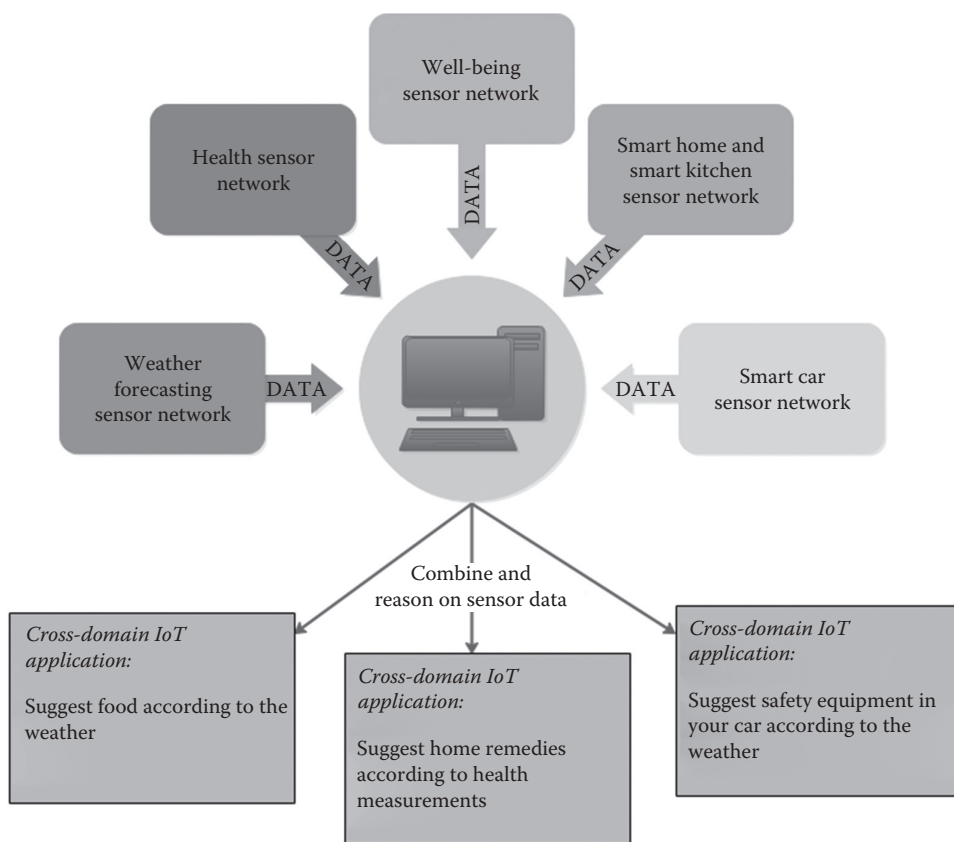 Well-being
sensor network
Health sensor
network
Smart home and
smart kitchen
sensor network
DATA
DATA
DATA
Weather
forecasting
sensor network
DATA
DATA
Smart car
sensor network
Combine and
reason on sensor data
Cross-domain IoT
application:
Suggest food according to the
weather
Cross-domain IoT
application:
Suggest home remedies
according to health
measurements
Cross-domain IoT
application:
Suggest safety equipment in
your car according to the
weather